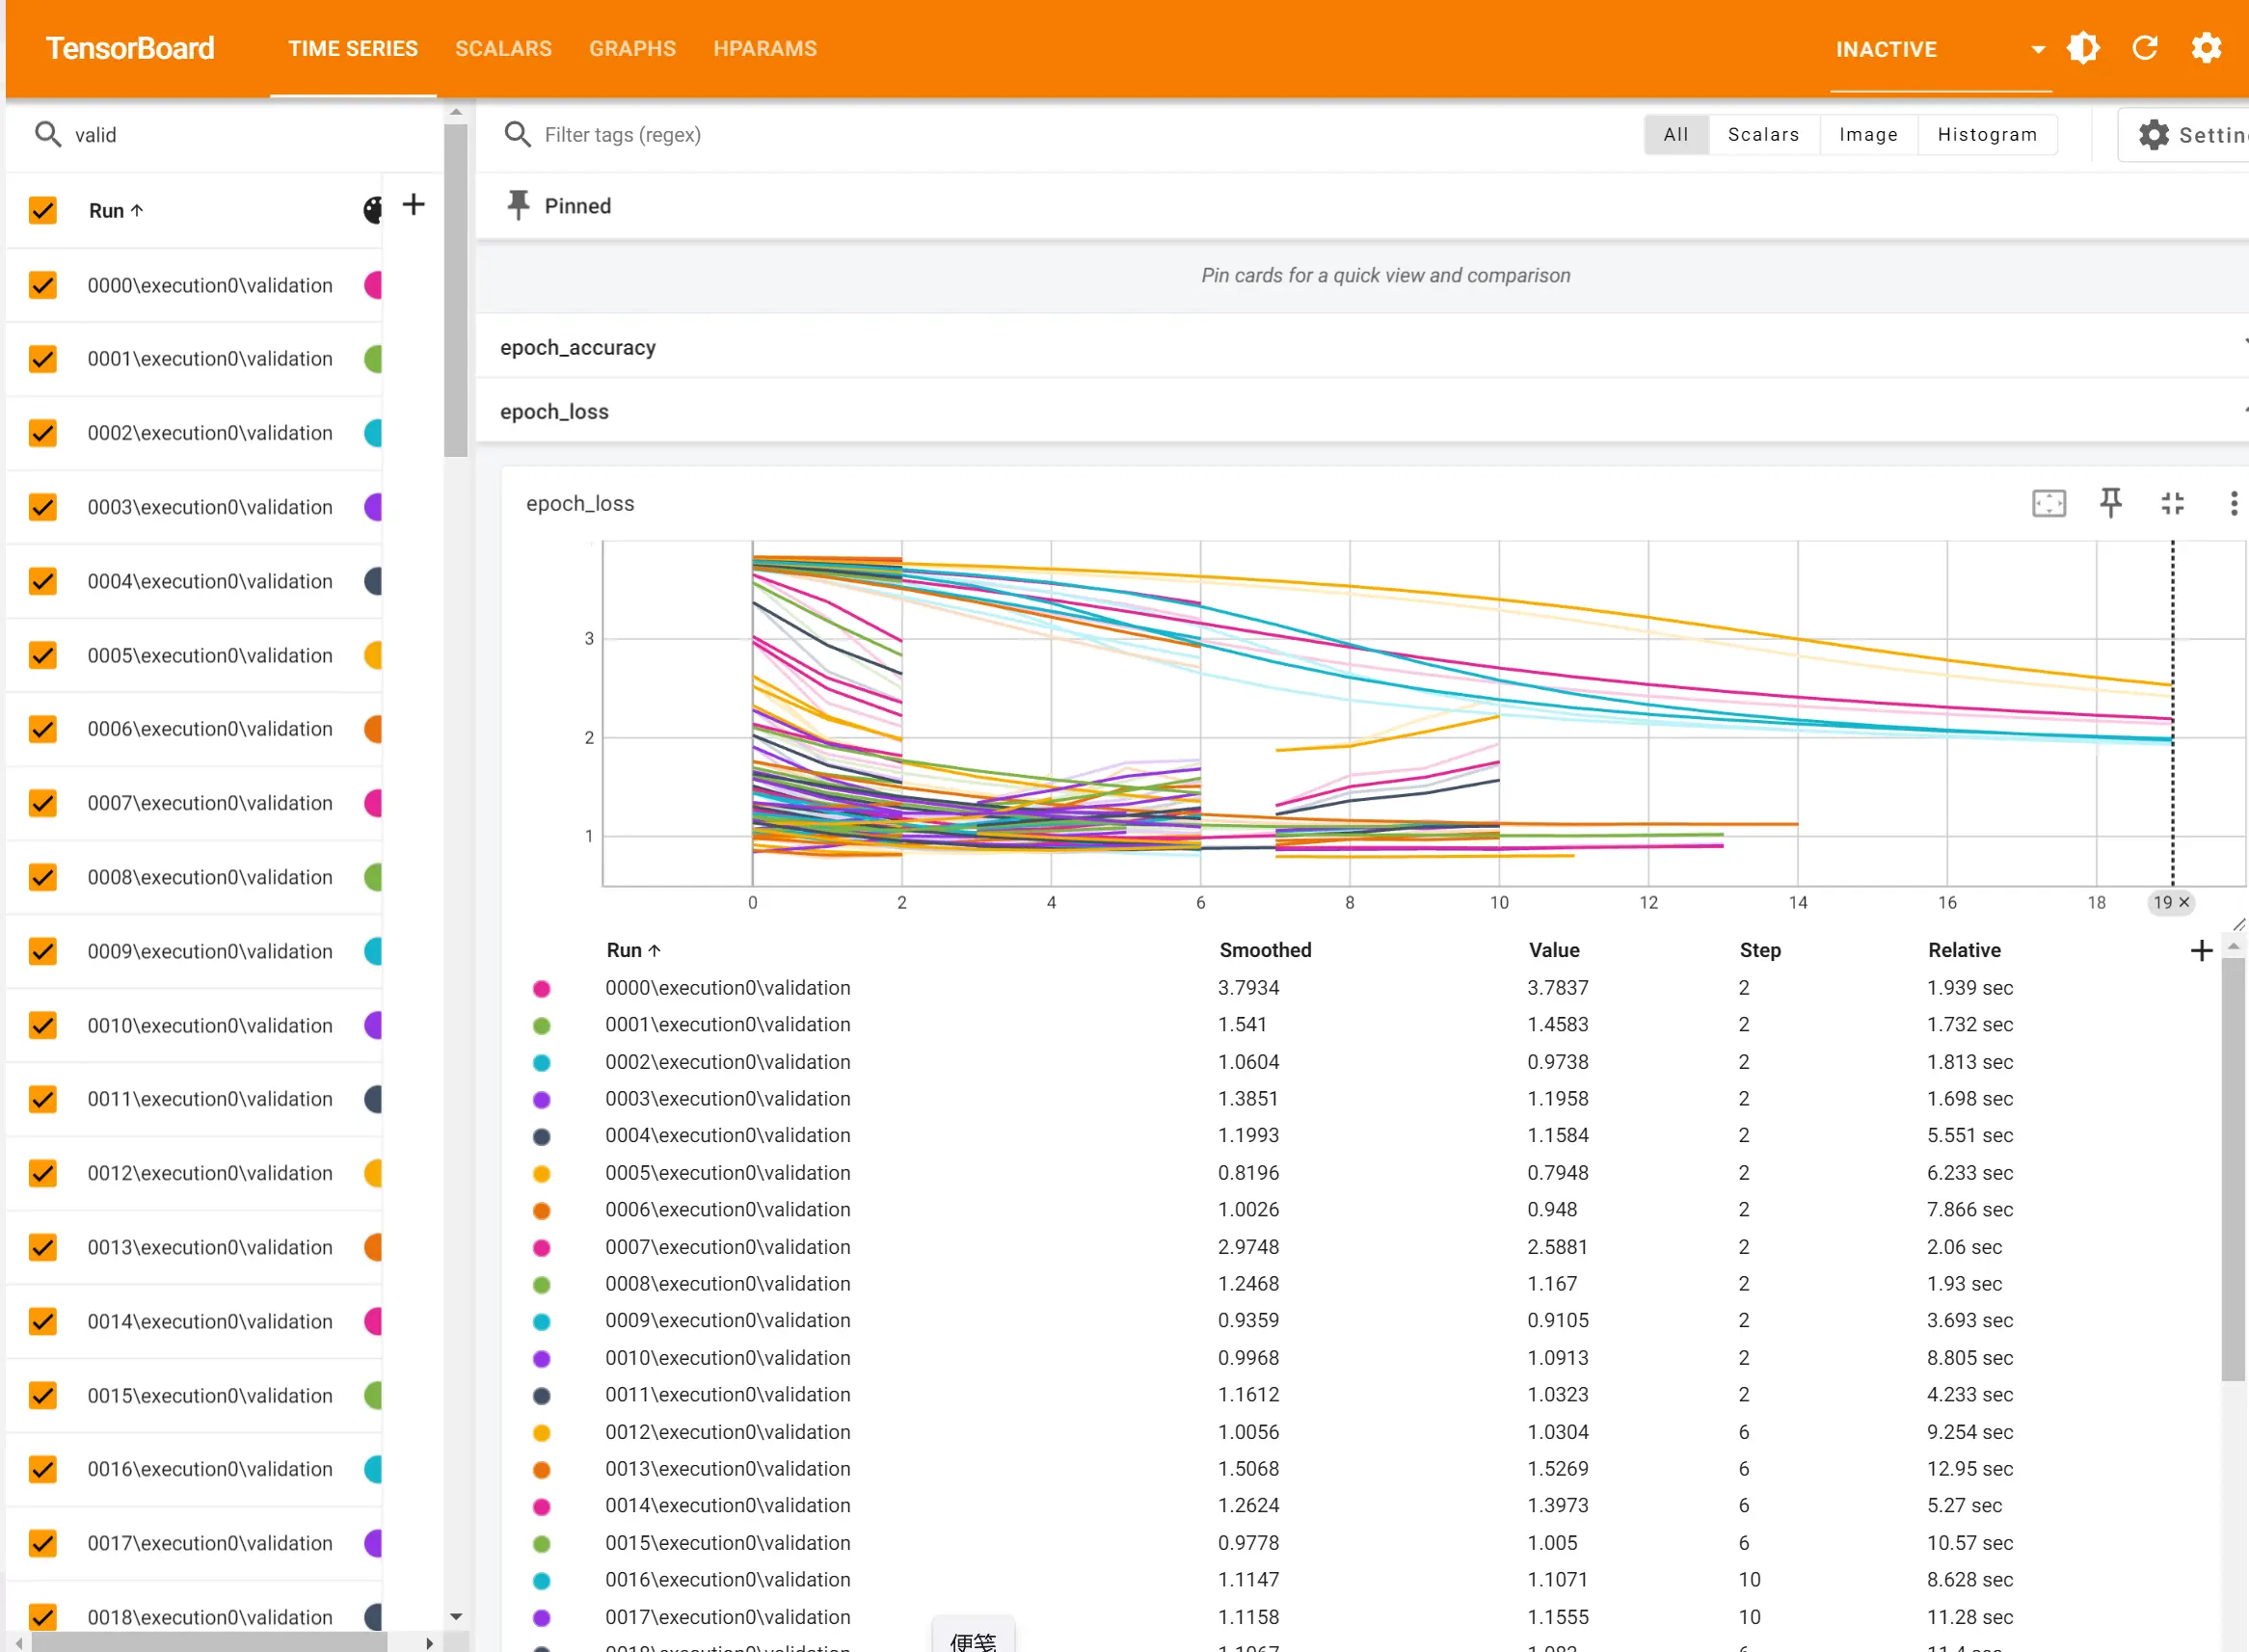 TensorBoard TIME SERIES SCALARS GRAPHS HPARAMS INACTIVE
valid
Run
0000\execution0\validation
0001\execution0\validation
0002\execution0\validation
0003\execution0\validation
0004\execution0\validation
0005\execution0\validation
0006\execution0\validation
0007\execution0\validation
0008\execution0\validation
0009\execution0\validation
0010\execution0\validation
0011\execution0\validation
0012\execution0\validation
0013\execution0\validation
0014\execution0\validation
0015\execution0\validation
0016\execution0\validation
0017\execution0\validation
0018\execution0\validation
Filter tags (regex) All Scalars Image Histogram
Pinned
Pin cards for a quick view and comparison
epoch_accuracy
epoch_loss
epoch_loss
3
2
1
0 2 4 6 8 10 12 14 16 18 19
Run Smoothed Value Step Relative
0000\execution0\validation 3.7934 3.7837 2 1.939 sec
0001\execution0\validation 1.541 1.4583 2 1.732 sec
0002\execution0\validation 1.0604 0.9738 2 1.813 sec
0003\execution0\validation 1.3851 1.1958 2 1.698 sec
0004\execution0\validation 1.1993 1.1584 2 5.551 sec
0005\execution0\validation 0.8196 0.7948 2 6.233 sec
0006\execution0\validation 1.0026 0.948 2 7.866 sec
0007\execution0\validation 2.9748 2.5881 2 2.06 sec
0008\execution0\validation 1.2468 1.167 2 1.93 sec
0009\execution0\validation 0.9359 0.9105 2 3.693 sec
0010\execution0\validation 0.9968 1.0913 2 8.805 sec
0011\execution0\validation 1.1612 1.0323 2 4.233 sec
0012\execution0\validation 1.0056 1.0304 6 9.254 sec
0013\execution0\validation 1.5068 1.5269 6 12.95 sec
0014\execution0\validation 1.2624 1.3973 6 5.27 sec
0015\execution0\validation 0.9778 1.005 6 10.57 sec
0016\execution0\validation 1.1147 1.1071 10 8.628 sec
0017\execution0\validation 1.1158 1.1555 10 11.28 sec
便笺